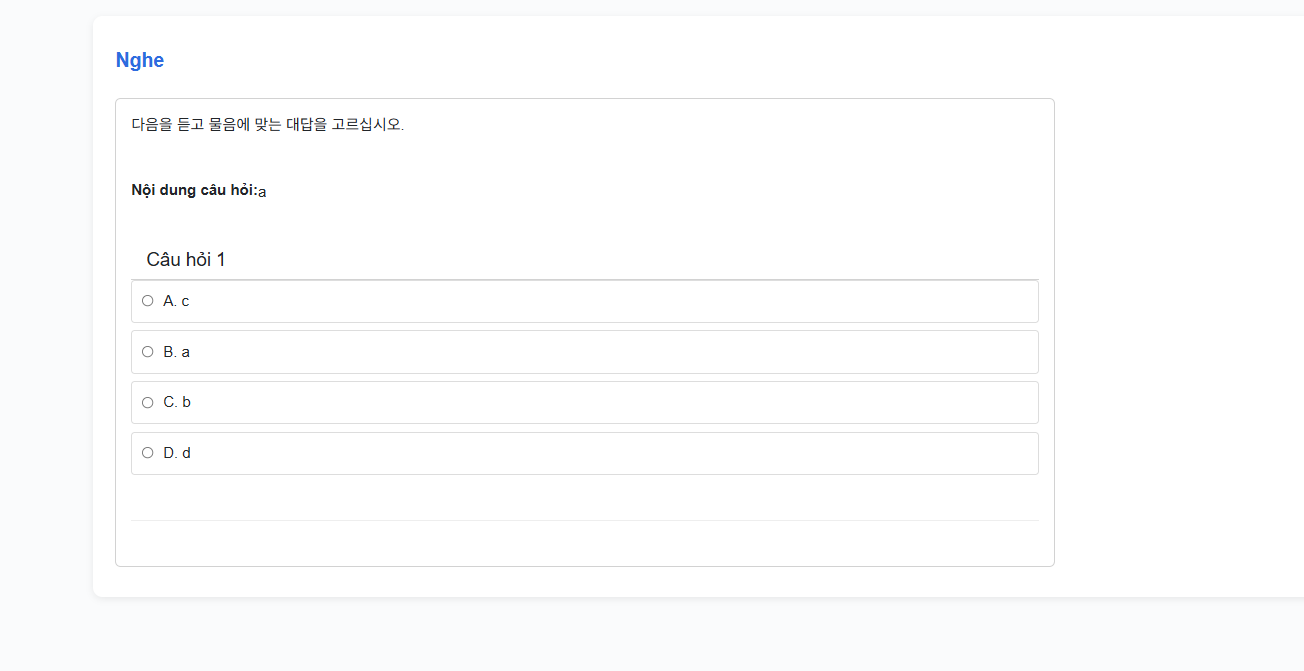 Nghe
다음을 듣고 물음에 맞는 대답을 고르십시오.
Nội dung câu hỏi:a
Câu hỏi 1
A. c
B. a
C. b
D. d